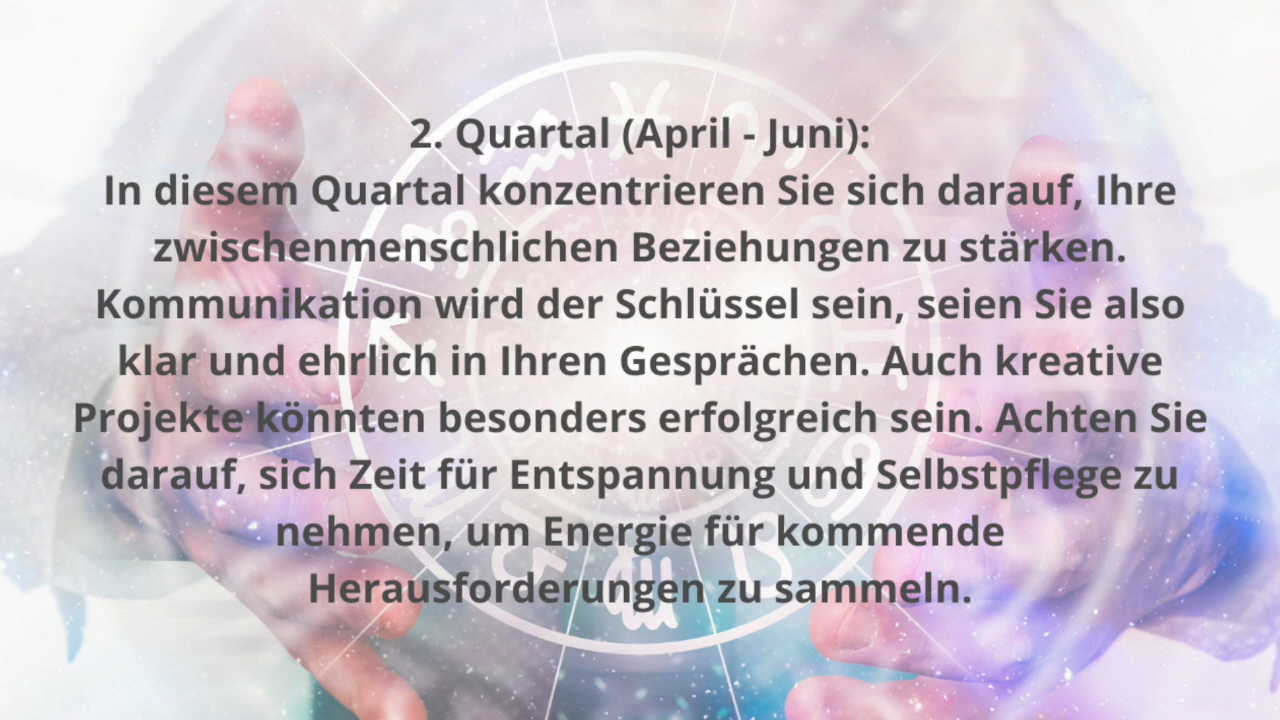 2. Quartal (April - Juni):
In diesem Quartal konzentrieren Sie sich darauf, Ihre
zwischenmenschlichen Beziehungen zu stärken.
Kommunikation wird der Schlüssel sein, seien Sie also
klar und ehrlich in Ihren Gesprächen. Auch kreative
Projekte könnten besonders erfolgreich sein. Achten Sie
darauf, sich Zeit für Entspannung und Selbstpflege zu
nehmen, um Energie für kommende
Herausforderungen zu sammeln.